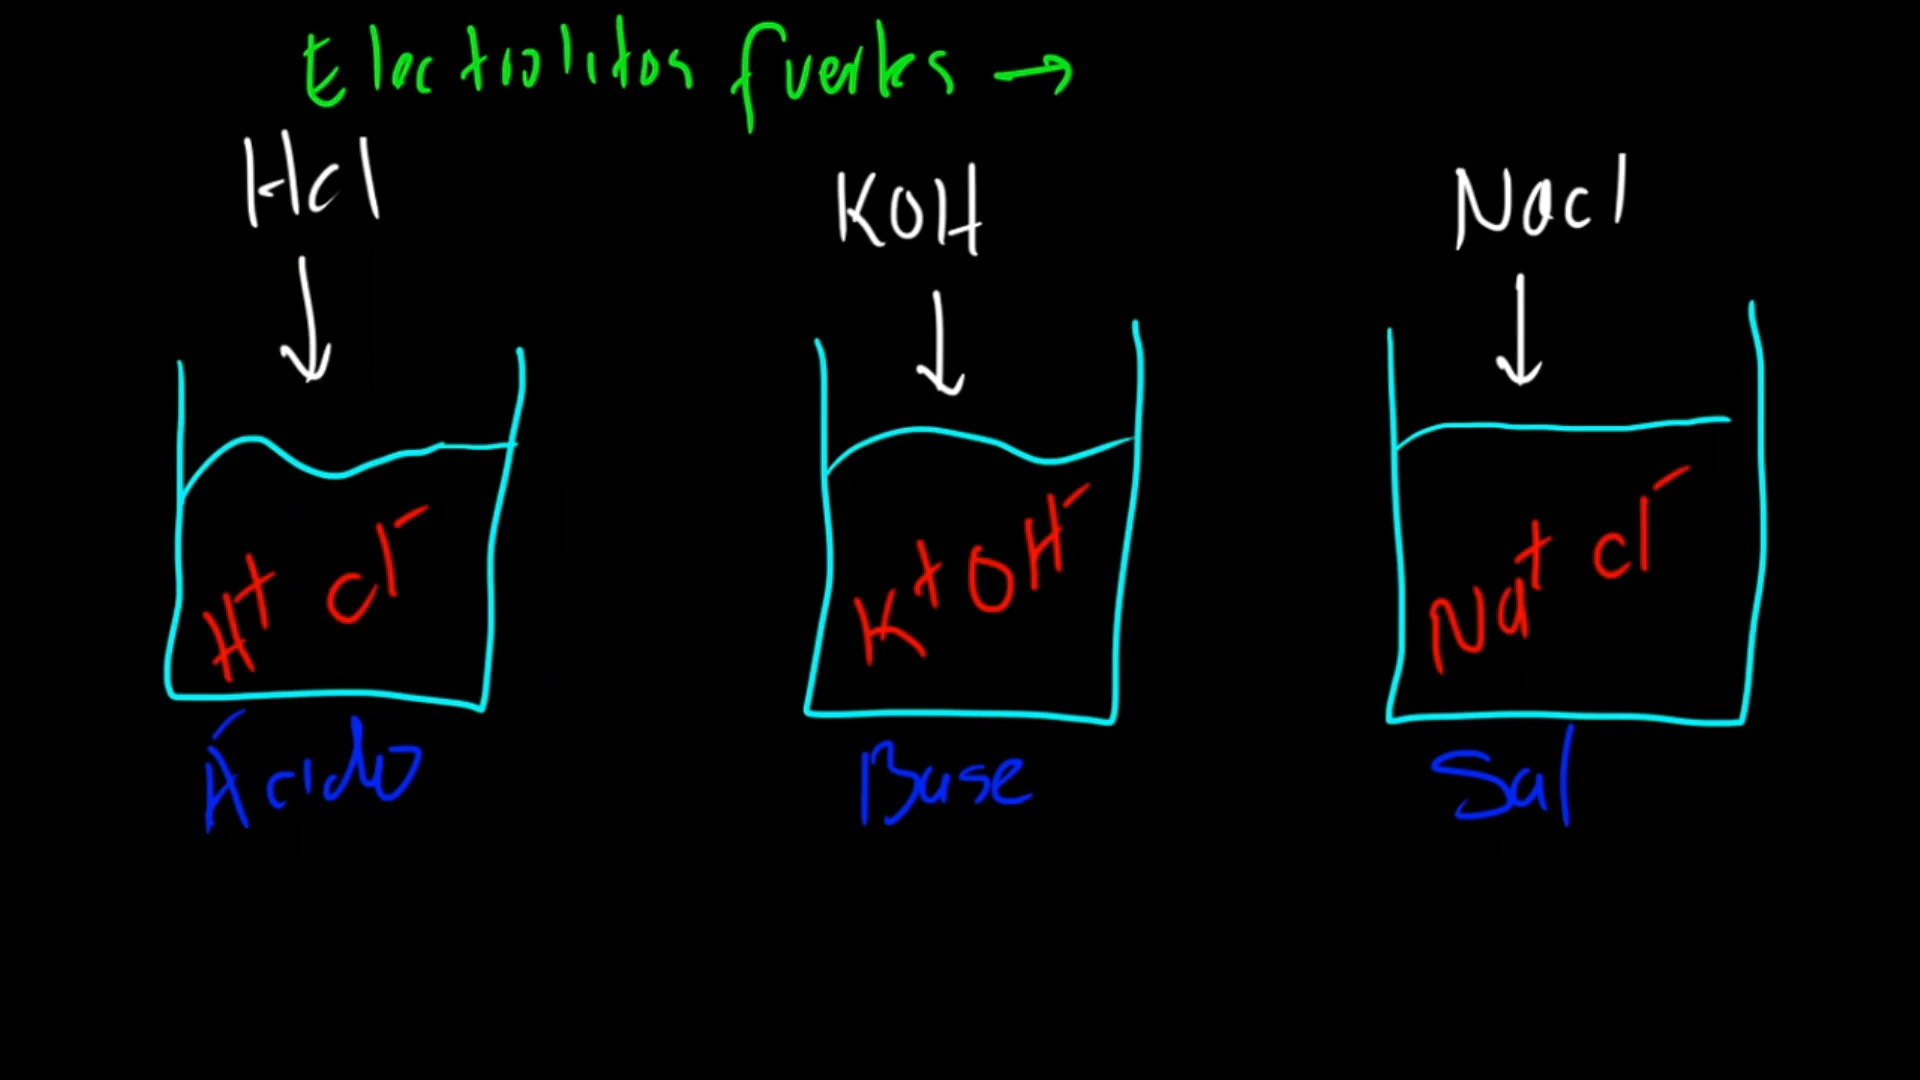 Electrolitos fuertes →
HCl
KOH
NaCl
H+ Cl-
K+ OH-
Na+ Cl-
Ácido
Base
Sal